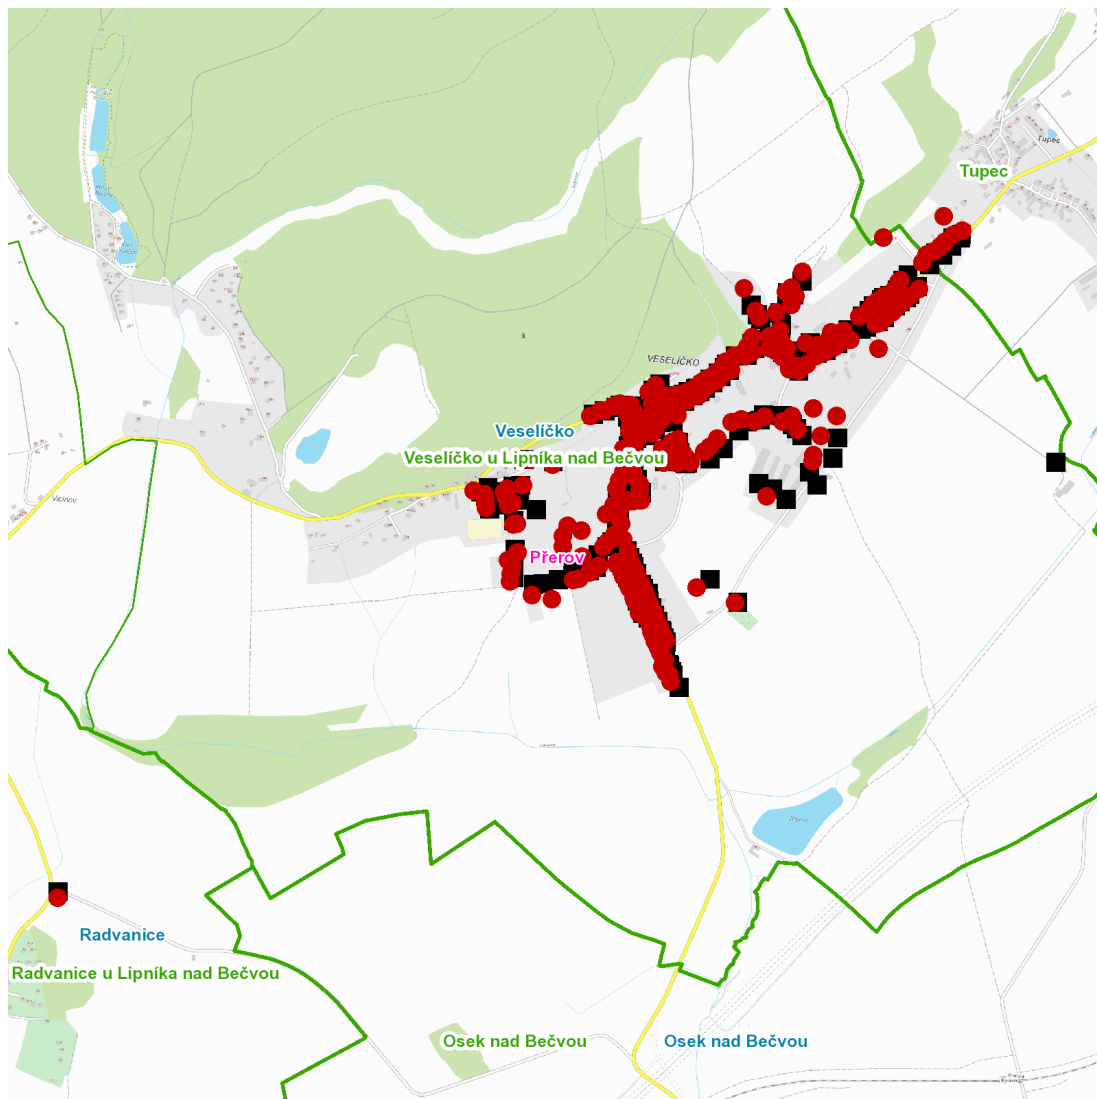 Tupec
Tupec
VESELÍČKO
Veselíčko
Veselíčko u Lipníka nad Bečvou
Přerov
Radvanice
Radvanice u Lipníka nad Bečvou
Osek nad Bečvou
Osek nad Bečvou